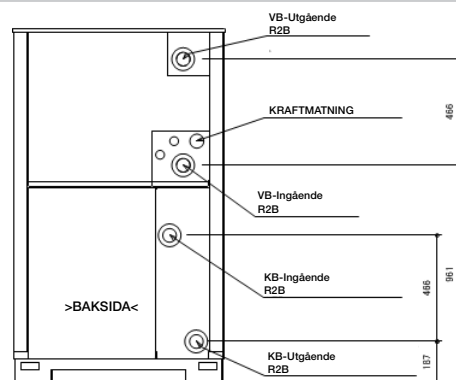 VB-Utgående
R2B
466
KRAFTMATNING
VB-Ingående
R2B
KB-Ingående
R2B
466
961
>BAKSIDA<
KB-Utgående
R2B
187